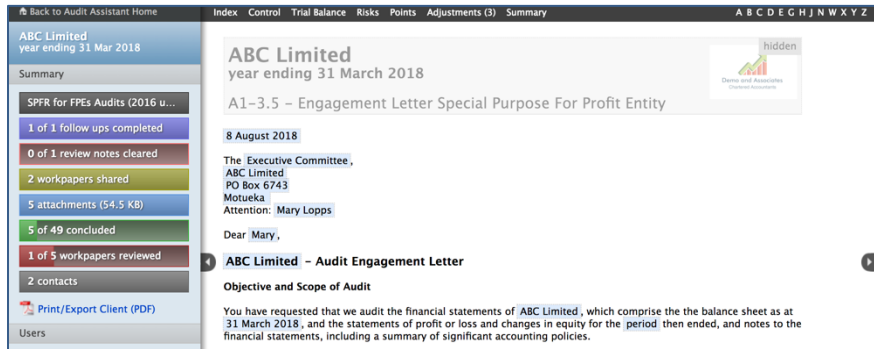 Back to Audit Assistant Home
Index Control Trial Balance Risks Points Adjustments (3) Summary
A B C D E G H J N W X Y Z
ABC Limited
year ending 31 Mar 2018
Summary
SPFR for FPEs Audits (2016 u...
1 of 1 follow ups completed
0 of 1 review notes cleared
2 workpapers shared
5 attachments (54.5 KB)
5 of 49 concluded
1 of 5 workpapers reviewed
2 contacts
Print/Export Client (PDF)
Users
ABC Limited
year ending 31 March 2018
hidden
Demo and Associates
Chartered Accountants
A1-3.5 - Engagement Letter Special Purpose For Profit Entity
8 August 2018
The Executive Committee,
ABC Limited
PO Box 6743
Motueka
Attention: Mary Lopps
Dear Mary,
ABC Limited - Audit Engagement Letter
Objective and Scope of Audit
You have requested that we audit the financial statements of ABC Limited, which comprise the the balance sheet as at
31 March 2018, and the statements of profit or loss and changes in equity for the period then ended, and notes to the
financial statements, including a summary of significant accounting policies.